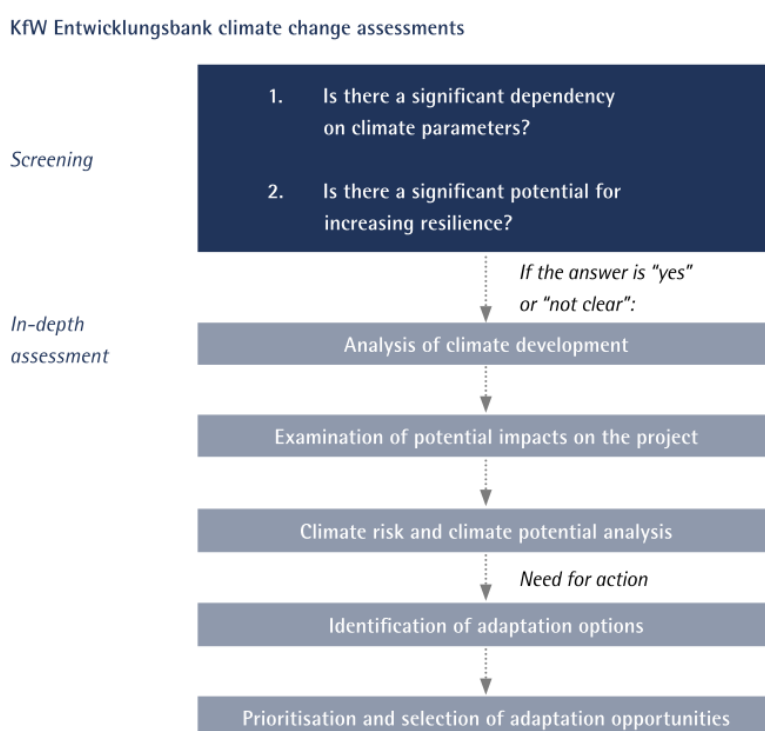 KfW Entwicklungsbank climate change assessments
Screening
1. Is there a significant dependency
on climate parameters?
2. Is there a significant potential for
increasing resilience?
If the answer is "yes"
or "not clear":
In-depth
assessment
Analysis of climate development
Examination of potential impacts on the project
Climate risk and climate potential analysis
Need for action
Identification of adaptation options
Prioritisation and selection of adaptation opportunities